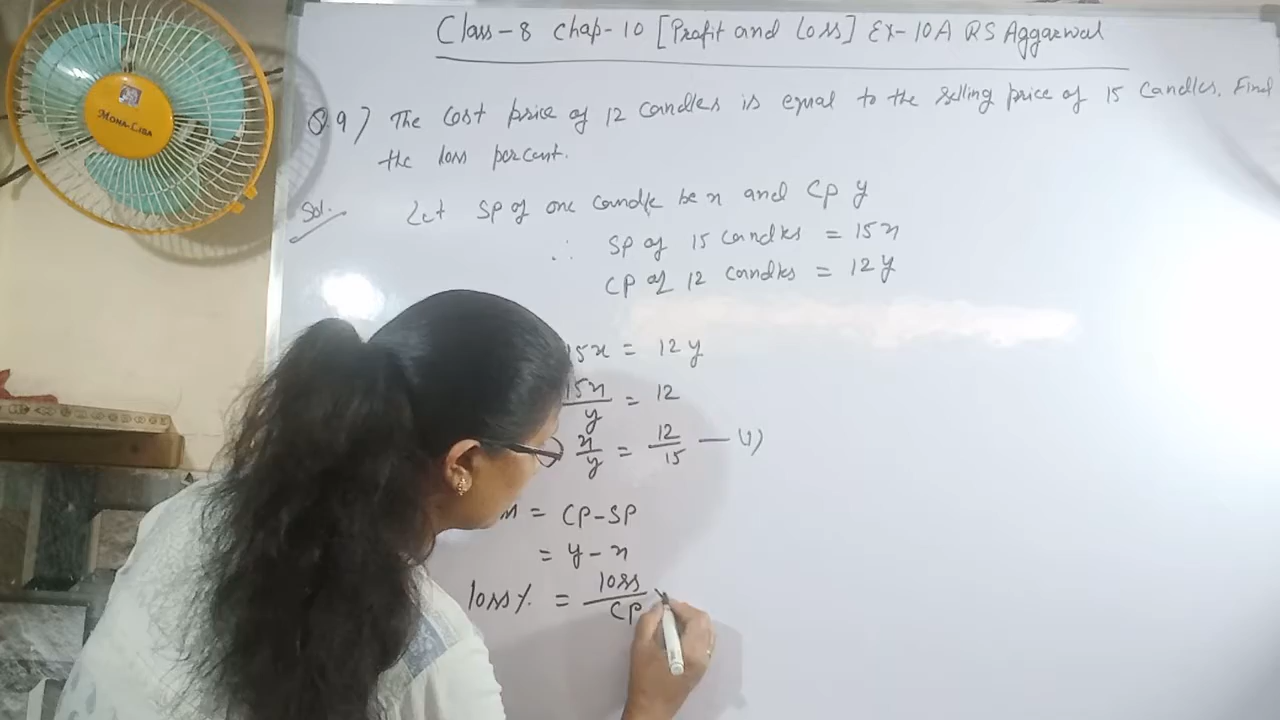 Class-8 Chap-10 [Profit and Loss] Ex-10A RS Aggarwal
Q.9) The cost price of 12 candles is equal to the selling price of 15 candles. Find
the loss percent.
Sol. Let SP of one candle be x and CP y
∴ SP of 15 candles = 15x
CP of 12 candles = 12y
15x = 12y
15x/y = 12
x/y = 12/15 — (1)
= CP-SP
= y-x
loss% = loss/CP
MONA-LISA